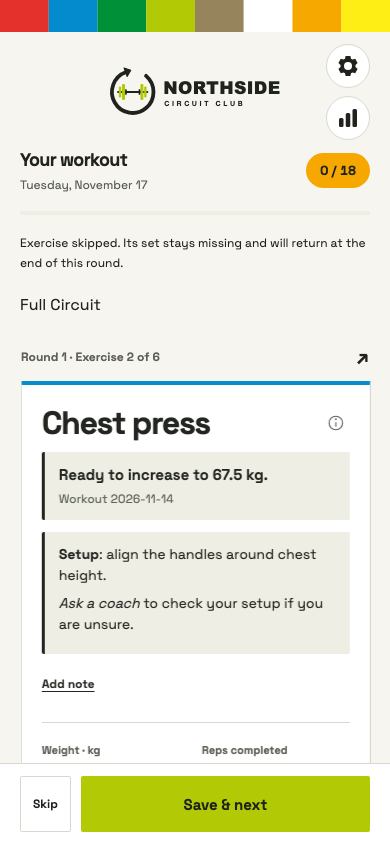 NORTHSIDE
CIRCUIT CLUB
Your workout
Tuesday, November 17
0 / 18
Exercise skipped. Its set stays missing and will return at the
end of this round.
Full Circuit
Round 1 · Exercise 2 of 6
Chest press
Ready to increase to 67.5 kg.
Workout 2026-11-14
Setup: align the handles around chest
height.
Ask a coach to check your setup if you
are unsure.
Add note
Weight · kg
Reps completed
Skip
Save & next